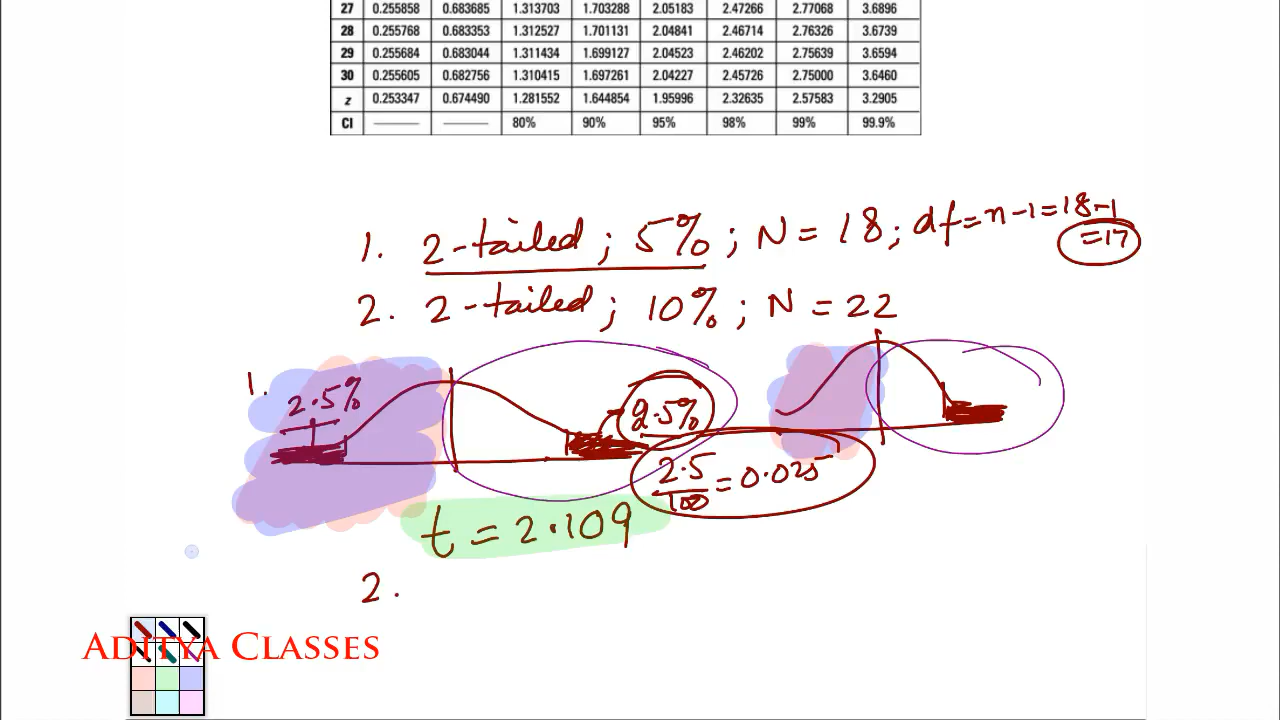 27 0.255858 0.683685 1.313703 1.703288 2.05183 2.47266 2.77068 3.6896
28 0.255768 0.683353 1.312527 1.701131 2.04841 2.46714 2.76326 3.6739
29 0.255684 0.683044 1.311434 1.699127 2.04523 2.46202 2.75639 3.6594
30 0.255605 0.682756 1.310415 1.697261 2.04227 2.45726 2.75000 3.6460
z 0.253347 0.674490 1.281552 1.644854 1.95996 2.32635 2.57583 3.2905
CI 80% 90% 95% 98% 99% 99.9%
1. 2-tailed ; 5% ; N = 18 ; df = n-1 = 18-1
= 17
2. 2-tailed ; 10% ; N = 22
1. 2.5% 2.5%
2.5/100 = 0.025
t = 2.109
2.
ADITYA CLASSES